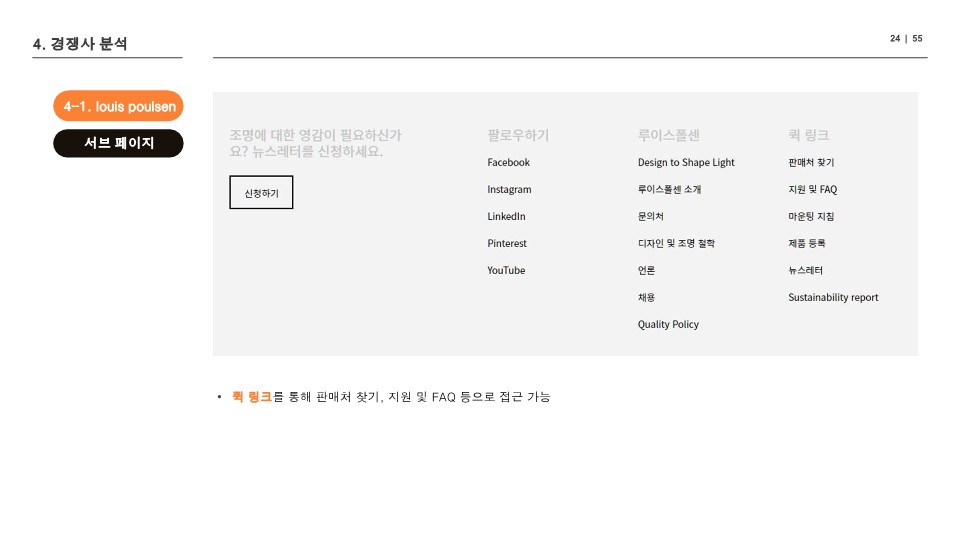 4. 경쟁사 분석
24 | 55
4-1. louis poulsen
서브 페이지
조명에 대한 영감이 필요하신가
요? 뉴스레터를 신청하세요.
신청하기
팔로우하기
Facebook
Instagram
LinkedIn
Pinterest
YouTube
루이스폴센
Design to Shape Light
루이스폴센 소개
문의처
디자인 및 조명 철학
언론
채용
Quality Policy
퀵 링크
판매처 찾기
지원 및 FAQ
마운팅 지침
제품 등록
뉴스레터
Sustainability report
• 퀵 링크를 통해 판매처 찾기, 지원 및 FAQ 등으로 접근 가능